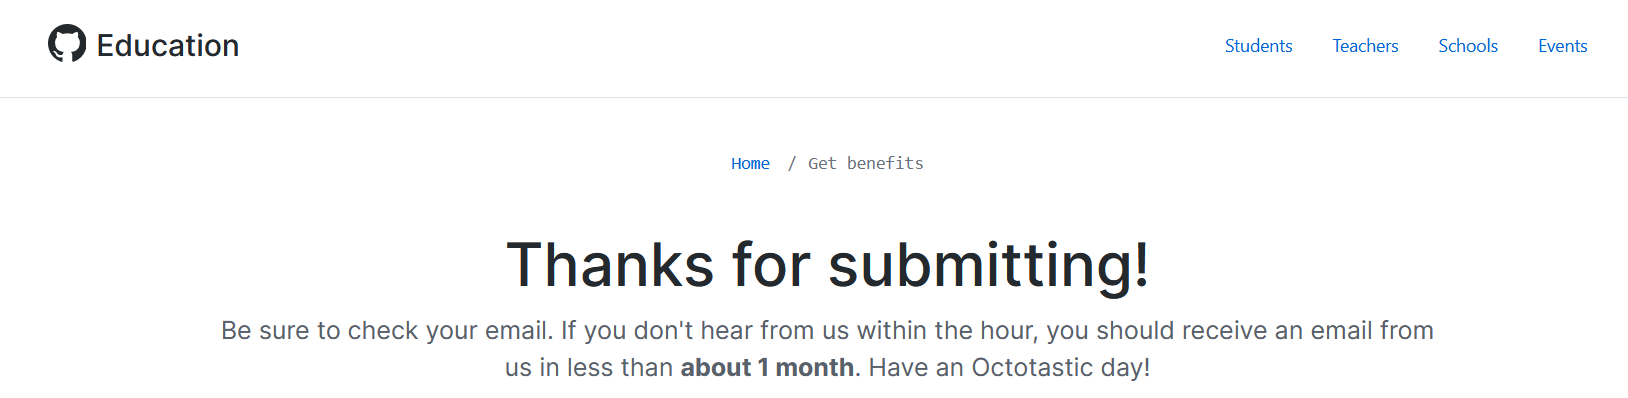 Education
Students Teachers Schools Events
Home / Get benefits
Thanks for submitting!
Be sure to check your email. If you don't hear from us within the hour, you should receive an email from
us in less than about 1 month. Have an Octotastic day!